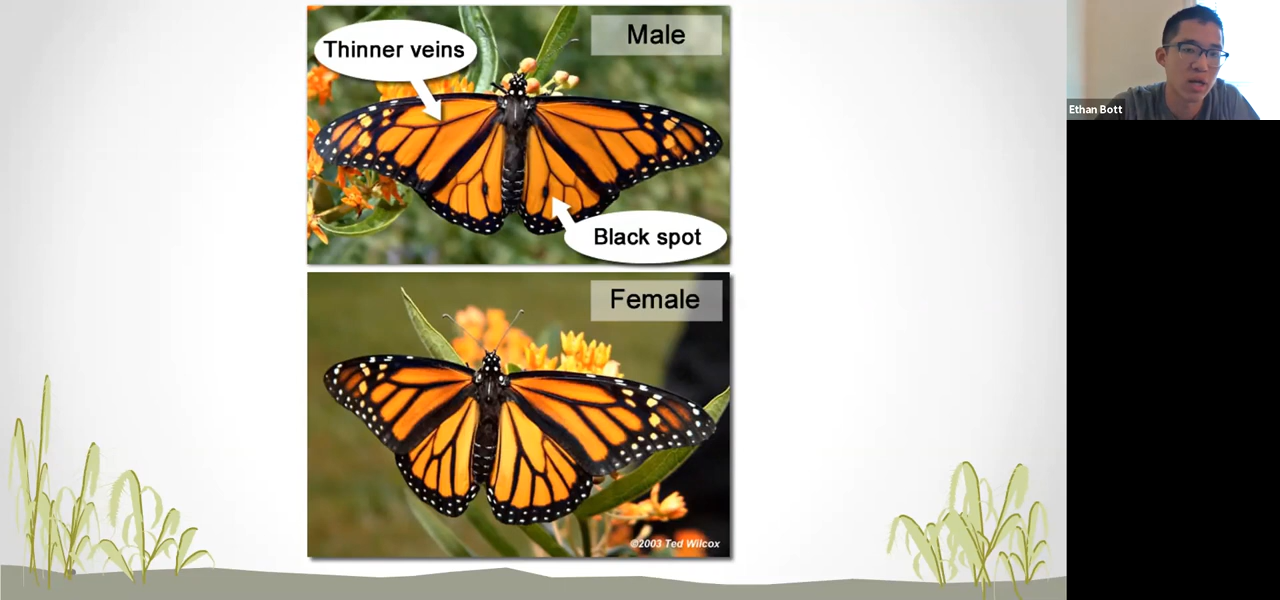 Thinner veins
Male
Ethan Bott
Black spot
Female
©2003 Ted Wilcox